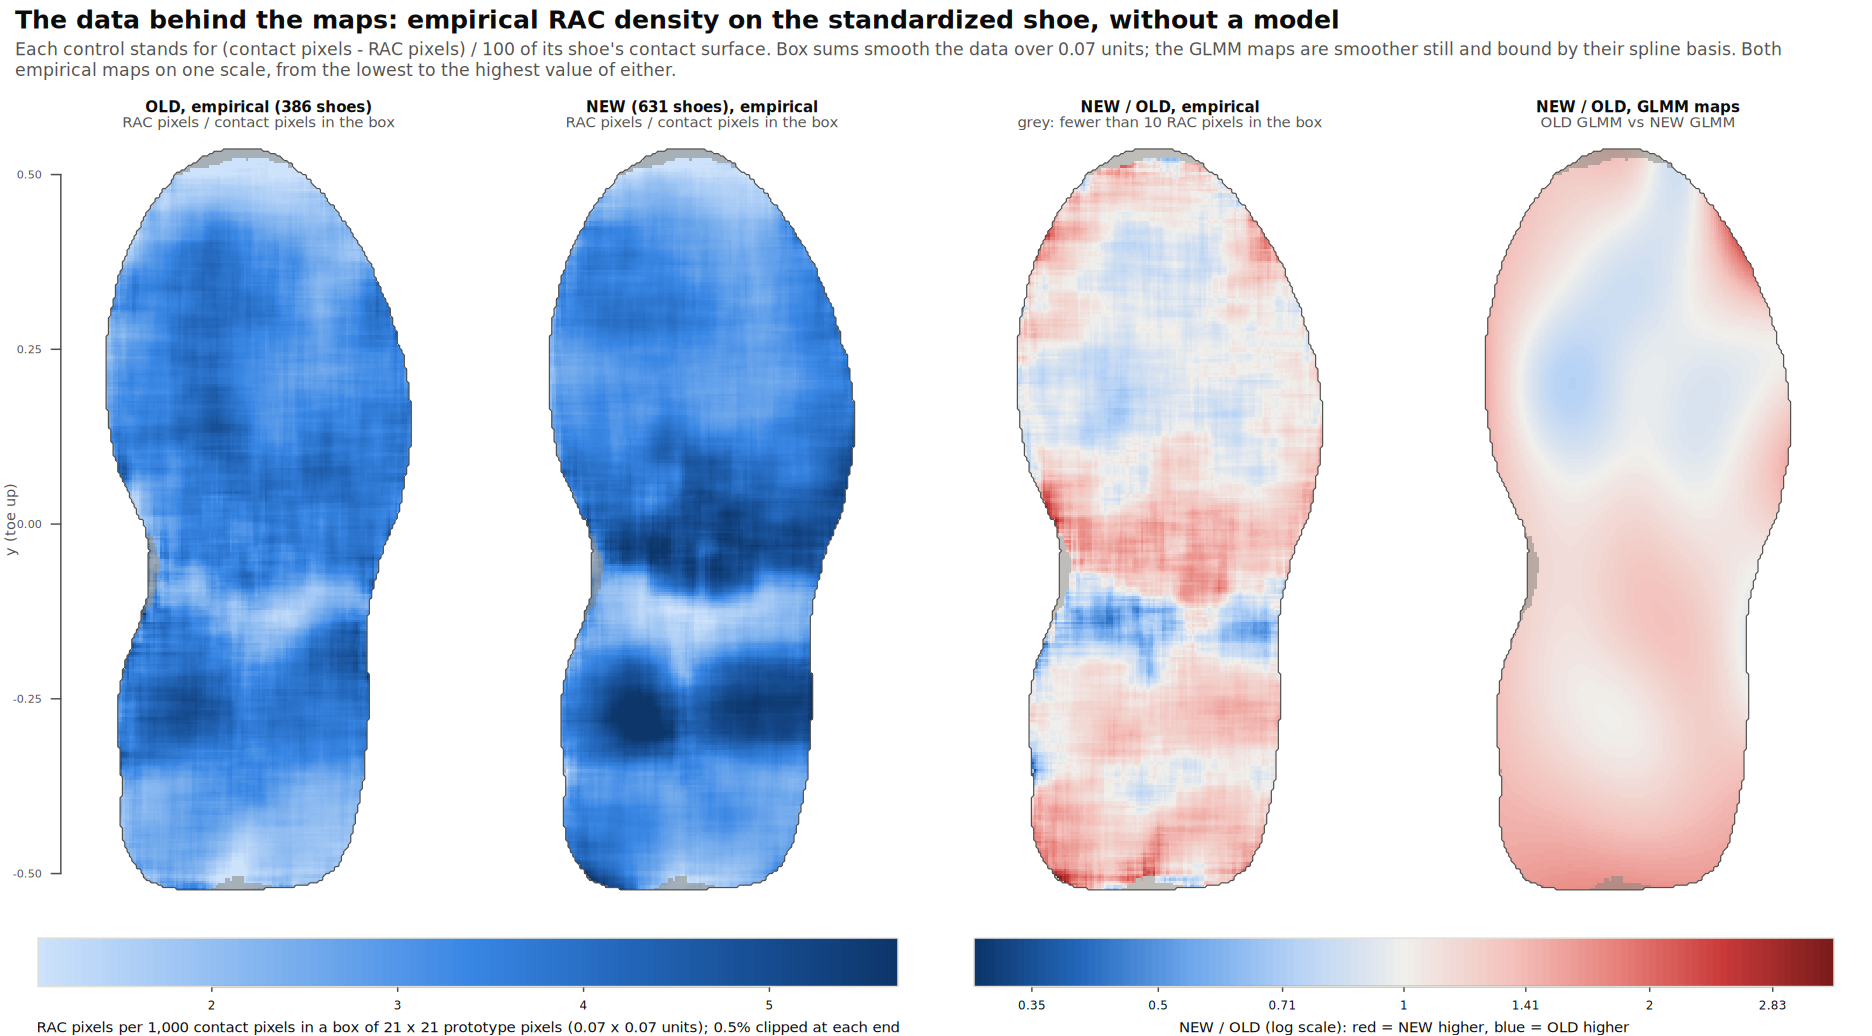 The data behind the maps: empirical RAC density on the standardized shoe, without a model
Each control stands for (contact pixels - RAC pixels) / 100 of its shoe's contact surface. Box sums smooth the data over 0.07 units; the GLMM maps are smoother still and bound by their spline basis. Both
empirical maps on one scale, from the lowest to the highest value of either.
OLD, empirical (386 shoes)
RAC pixels / contact pixels in the box
NEW (631 shoes), empirical
RAC pixels / contact pixels in the box
NEW / OLD, empirical
grey: fewer than 10 RAC pixels in the box
NEW / OLD, GLMM maps
OLD GLMM vs NEW GLMM
y (toe up)
0.50
0.25
0.00
-0.25
-0.50
2 3 4 5
RAC pixels per 1,000 contact pixels in a box of 21 x 21 prototype pixels (0.07 x 0.07 units); 0.5% clipped at each end
0.35 0.5 0.71 1 1.41 2 2.83
NEW / OLD (log scale): red = NEW higher, blue = OLD higher